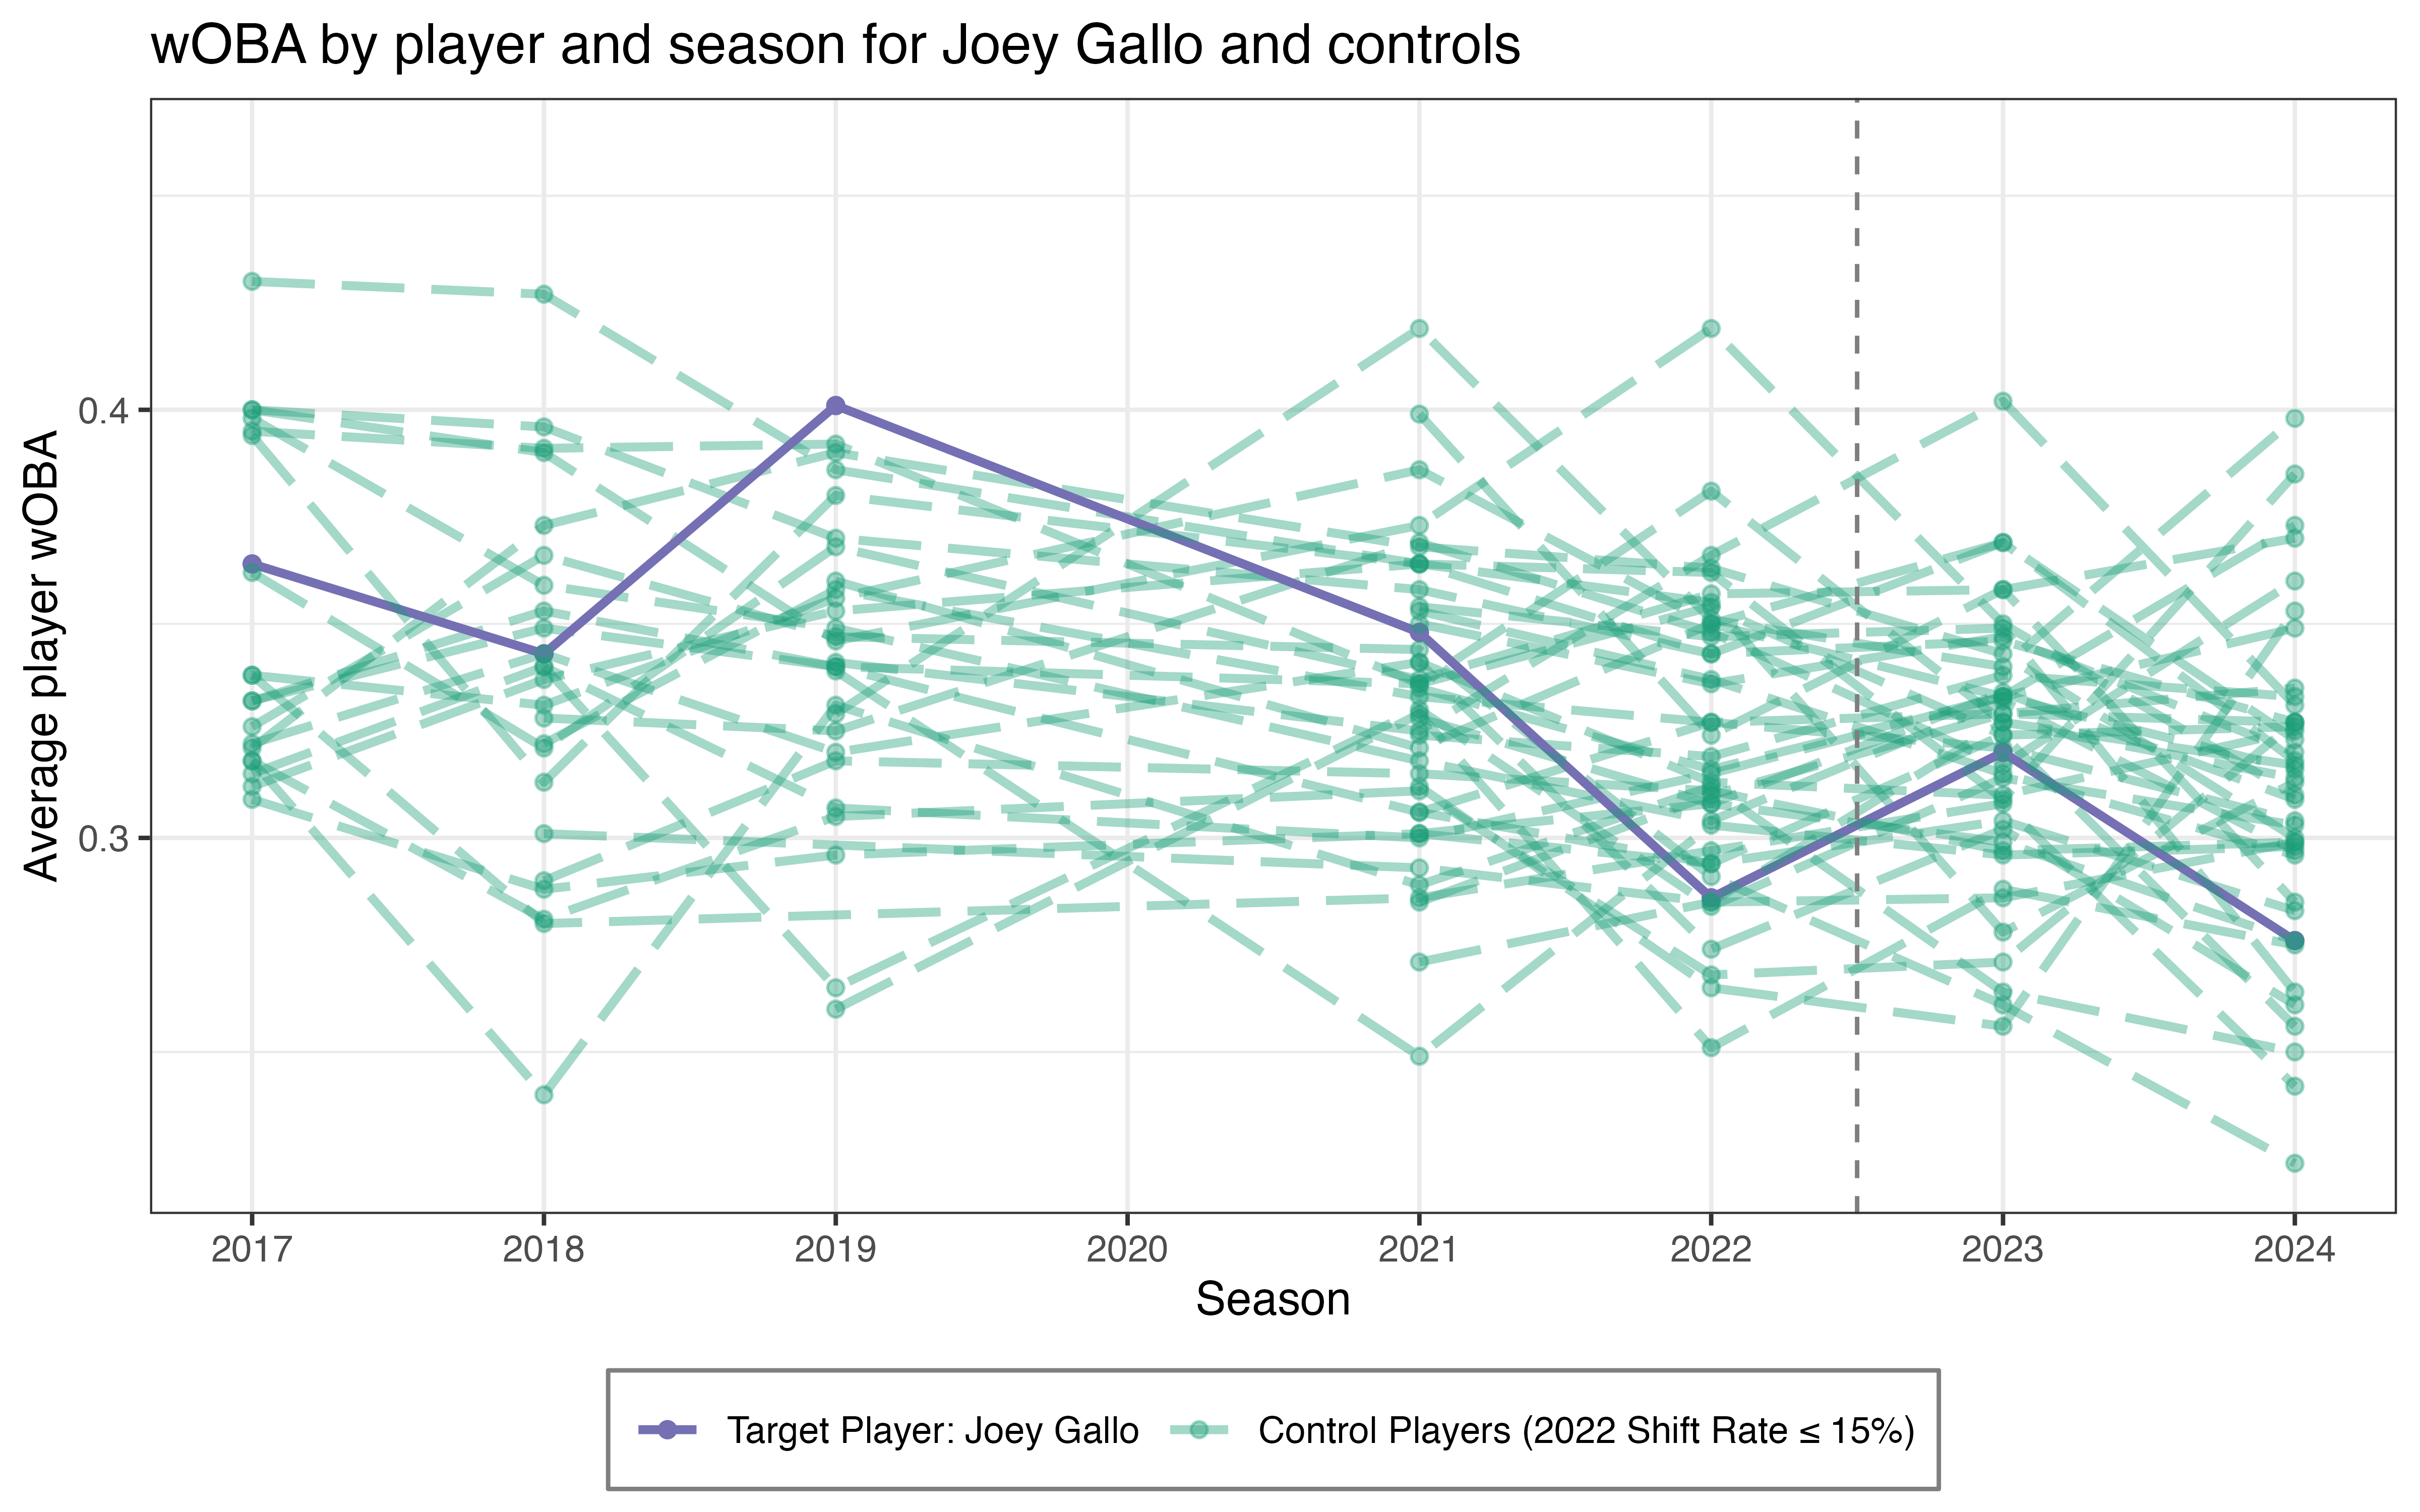 wOBA by player and season for Joey Gallo and controls
Average player wOBA
0.4
0.3
2017 2018 2019 2020 2021 2022 2023 2024
Season
Target Player: Joey Gallo Control Players (2022 Shift Rate ≤ 15%)